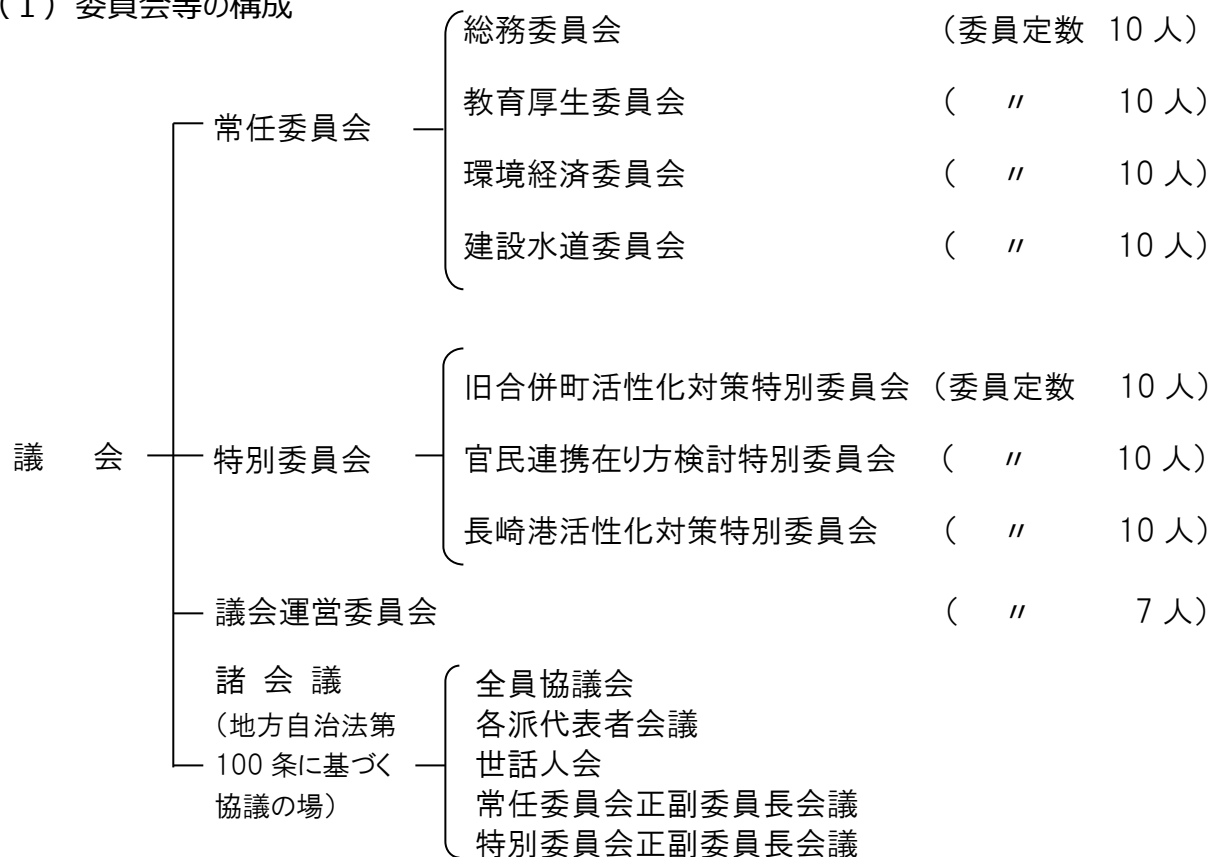 （１）委員会等の構成
総務委員会 （委員定数 10 人）
教育厚生委員会 （ 〃 10 人）
常任委員会
環境経済委員会 （ 〃 10 人）
建設水道委員会 （ 〃 10 人）
旧合併町活性化対策特別委員会 （委員定数 10 人）
議 会
特別委員会
官民連携在り方検討特別委員会 （ 〃 10 人）
長崎港活性化対策特別委員会 （ 〃 10 人）
議会運営委員会 （ 〃 7 人）
諸 会 議
（地方自治法第
100 条に基づく
協議の場）
全員協議会
各派代表者会議
世話人会
常任委員会正副委員長会議
特別委員会正副委員長会議